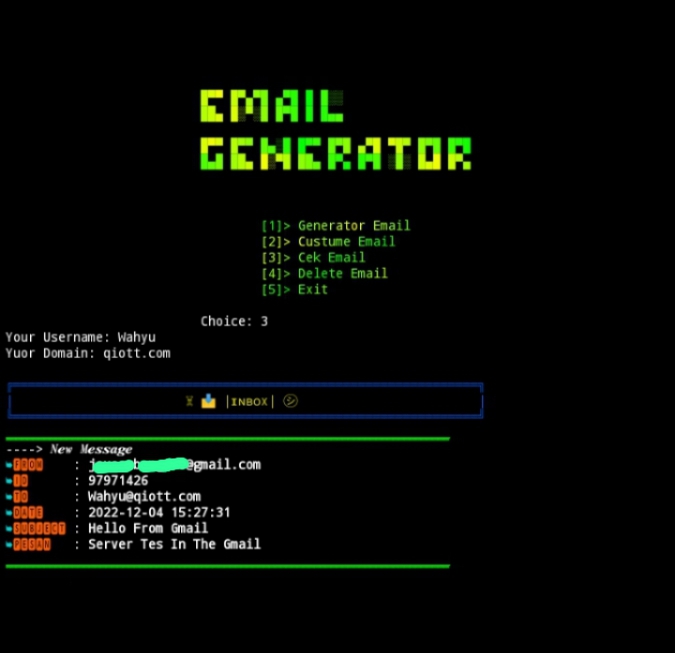 EMAIL
GENERATOR
[1]> Generator Email
[2]> Custume Email
[3]> Cek Email
[4]> Delete Email
[5]> Exit
Choice: 3
Your Username: Wahyu
Yuor Domain: qiott.com
|INBOX|
----> New Message
FROM : @gmail.com
ID : 97971426
TO : Wahyu@qiott.com
DATE : 2022-12-04 15:27:31
SUBJECT : Hello From Gmail
PESAN : Server Tes In The Gmail